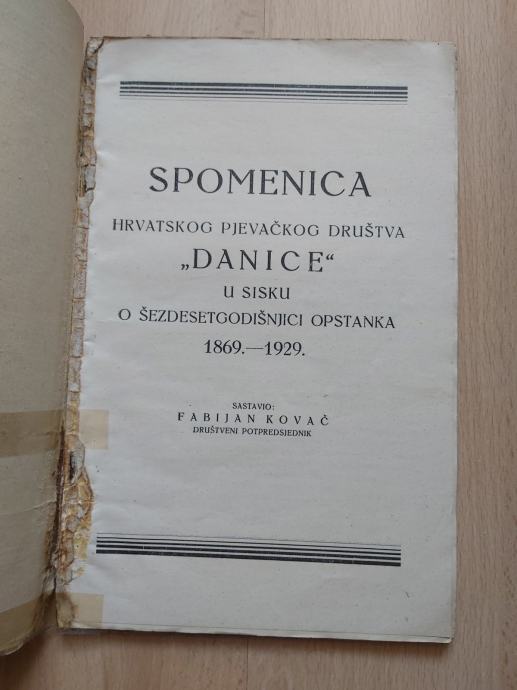 SPOMENICA
HRVATSKOG PJEVAČKOG DRUŠTVA
„DANICE“
U SISKU
O ŠEZDESETGODIŠNJICI OPSTANKA
1869.—1929.
SASTAVIO:
FABIJAN KOVAČ
DRUŠTVENI POTPREDSJEDNIK